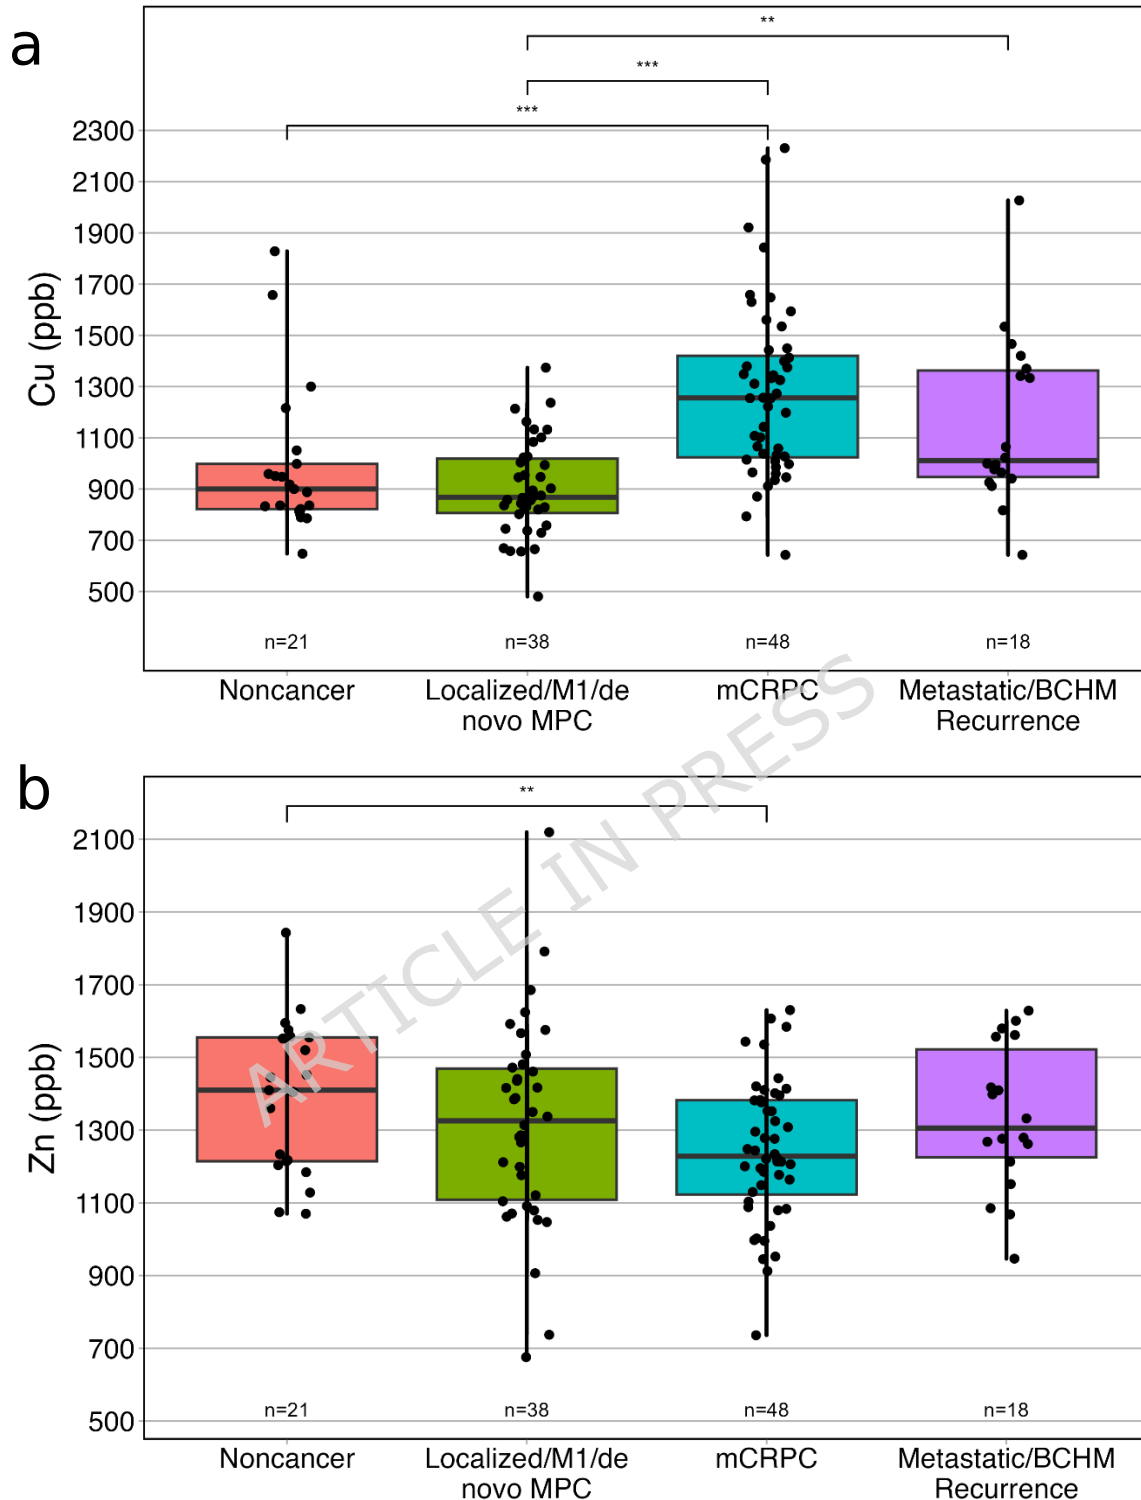 a
**
***
***
2300
2100
1900
1700
1500
1300
1100
900
700
500
Cu (ppb)
n=21 n=38 n=48 n=18
Noncancer Localized/M1/de mCRPC Metastatic/BCHM
novo MPC Recurrence
ARTICLE IN PRESS
b
**
2100
1900
1700
1500
1300
1100
900
700
500
Zn (ppb)
n=21 n=38 n=48 n=18
Noncancer Localized/M1/de mCRPC Metastatic/BCHM
novo MPC Recurrence